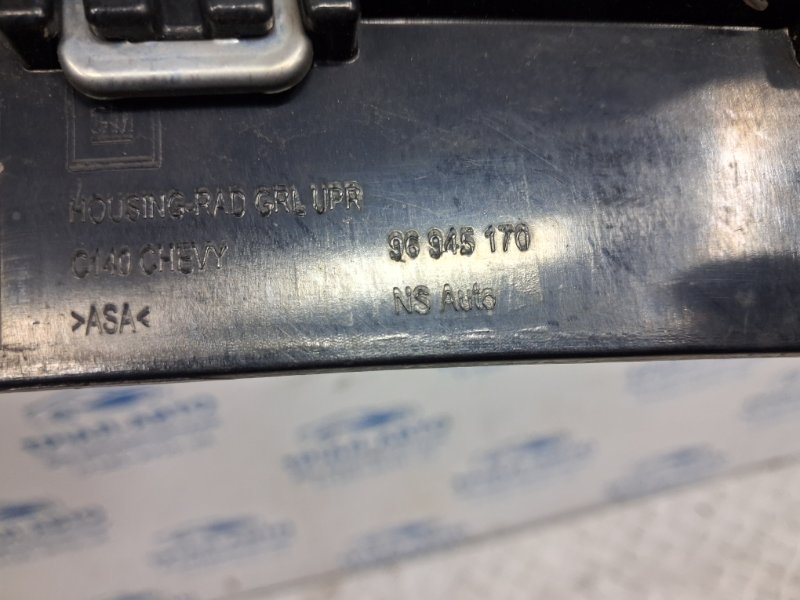 GM
HOUSING-RAD GRL UPR
C140 CHEVY
96 945 170
>ASA<
NS Auto